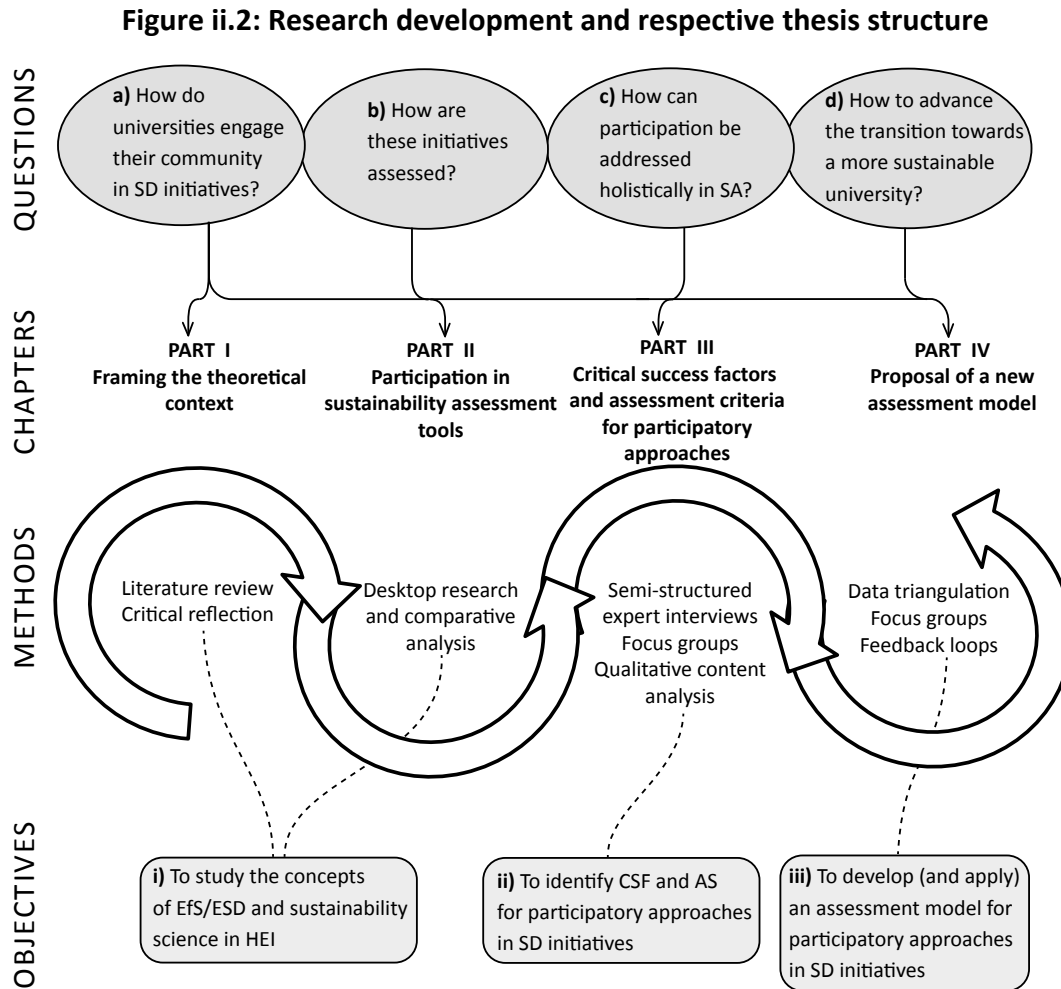 Figure ii.2: Research development and respective thesis structure
QUESTIONS
a) How do
universities engage
their community
in SD initiatives?
b) How are
these initiatives
assessed?
c) How can
participation be
addressed
holistically in SA?
d) How to advance
the transition towards
a more sustainable
university?
CHAPTERS
PART I
Framing the theoretical
context
PART II
Participation in
sustainability assessment
tools
PART III
Critical success factors
and assessment criteria
for participatory
approaches
PART IV
Proposal of a new
assessment model
METHODS
Literature review
Critical reflection
Desktop research
and comparative
analysis
Semi-structured
expert interviews
Focus groups
Qualitative content
analysis
Data triangulation
Focus groups
Feedback loops
OBJECTIVES
i) To study the concepts
of EfS/ESD and sustainability
science in HEI
ii) To identify CSF and AS
for participatory approaches
in SD initiatives
iii) To develop (and apply)
an assessment model for
participatory approaches
in SD initiatives